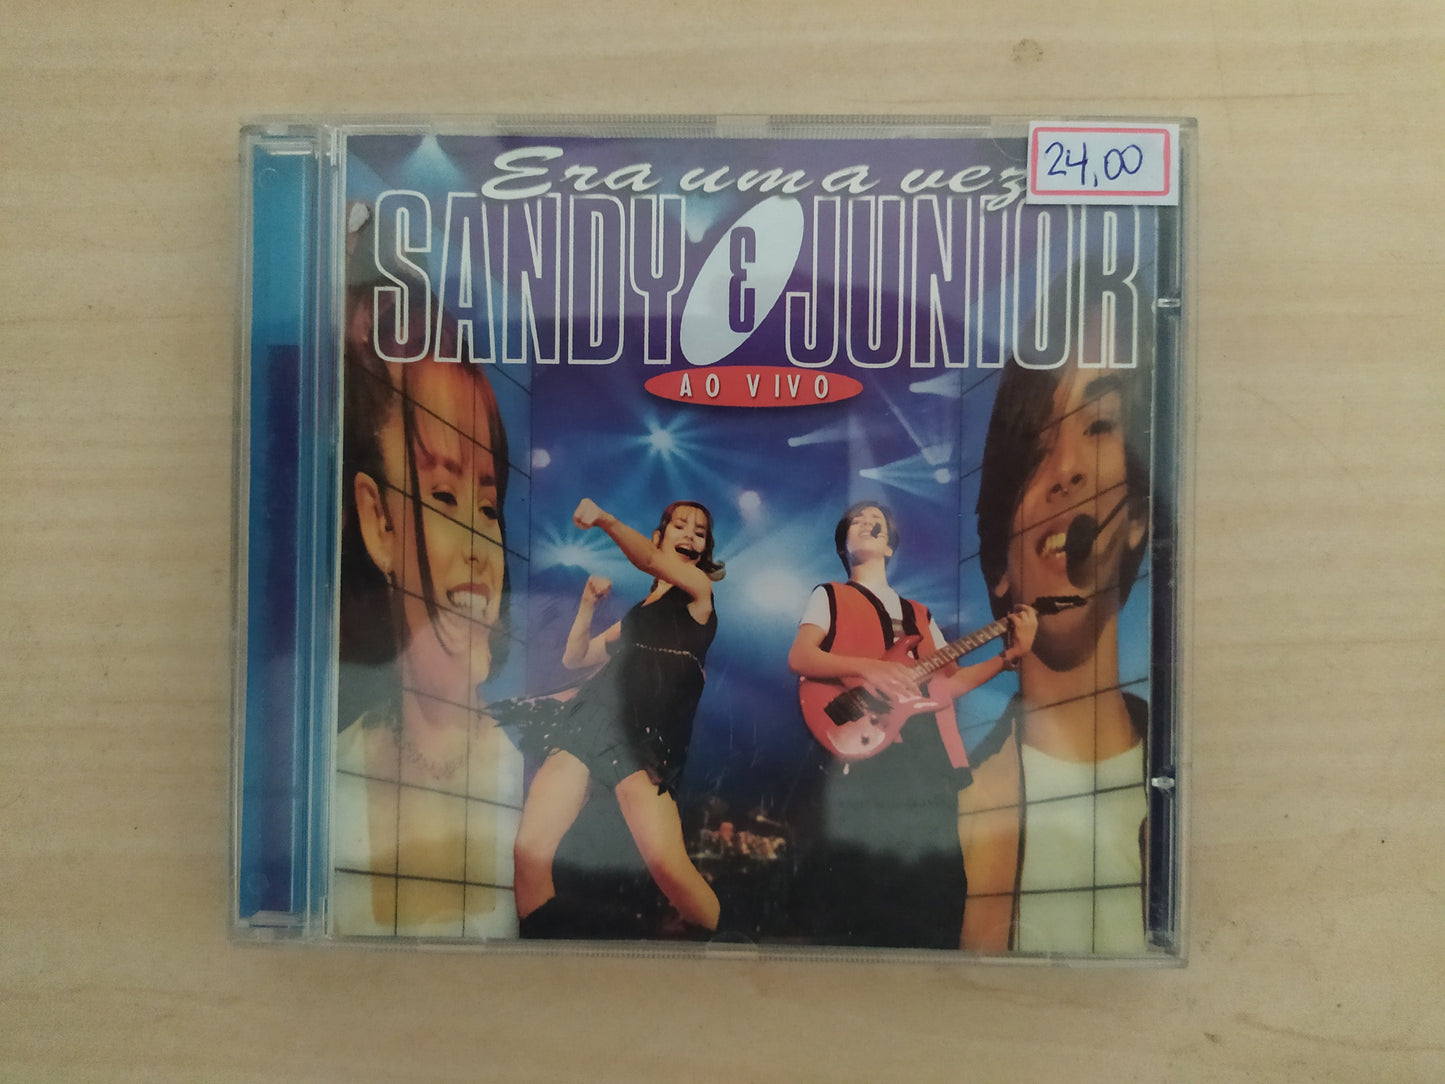 Era uma vez
24,00
SANDY & JUNIOR
AO VIVO